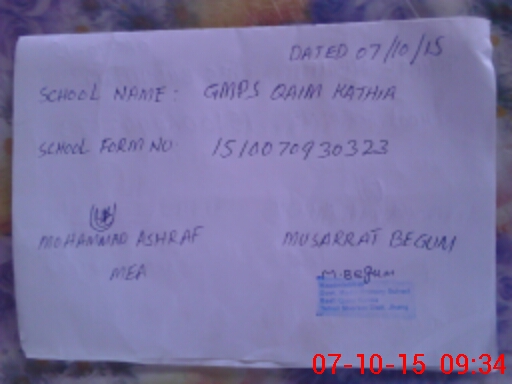 DATED 07/10/15
SCHOOL NAME: GMPS QAIM KATHIA
SCHOOL FORM NO. 1510070930323
MOHAMMAD ASHRAF MUSARRAT BEGUM
MEA M. Begum
07-10-15 09:34